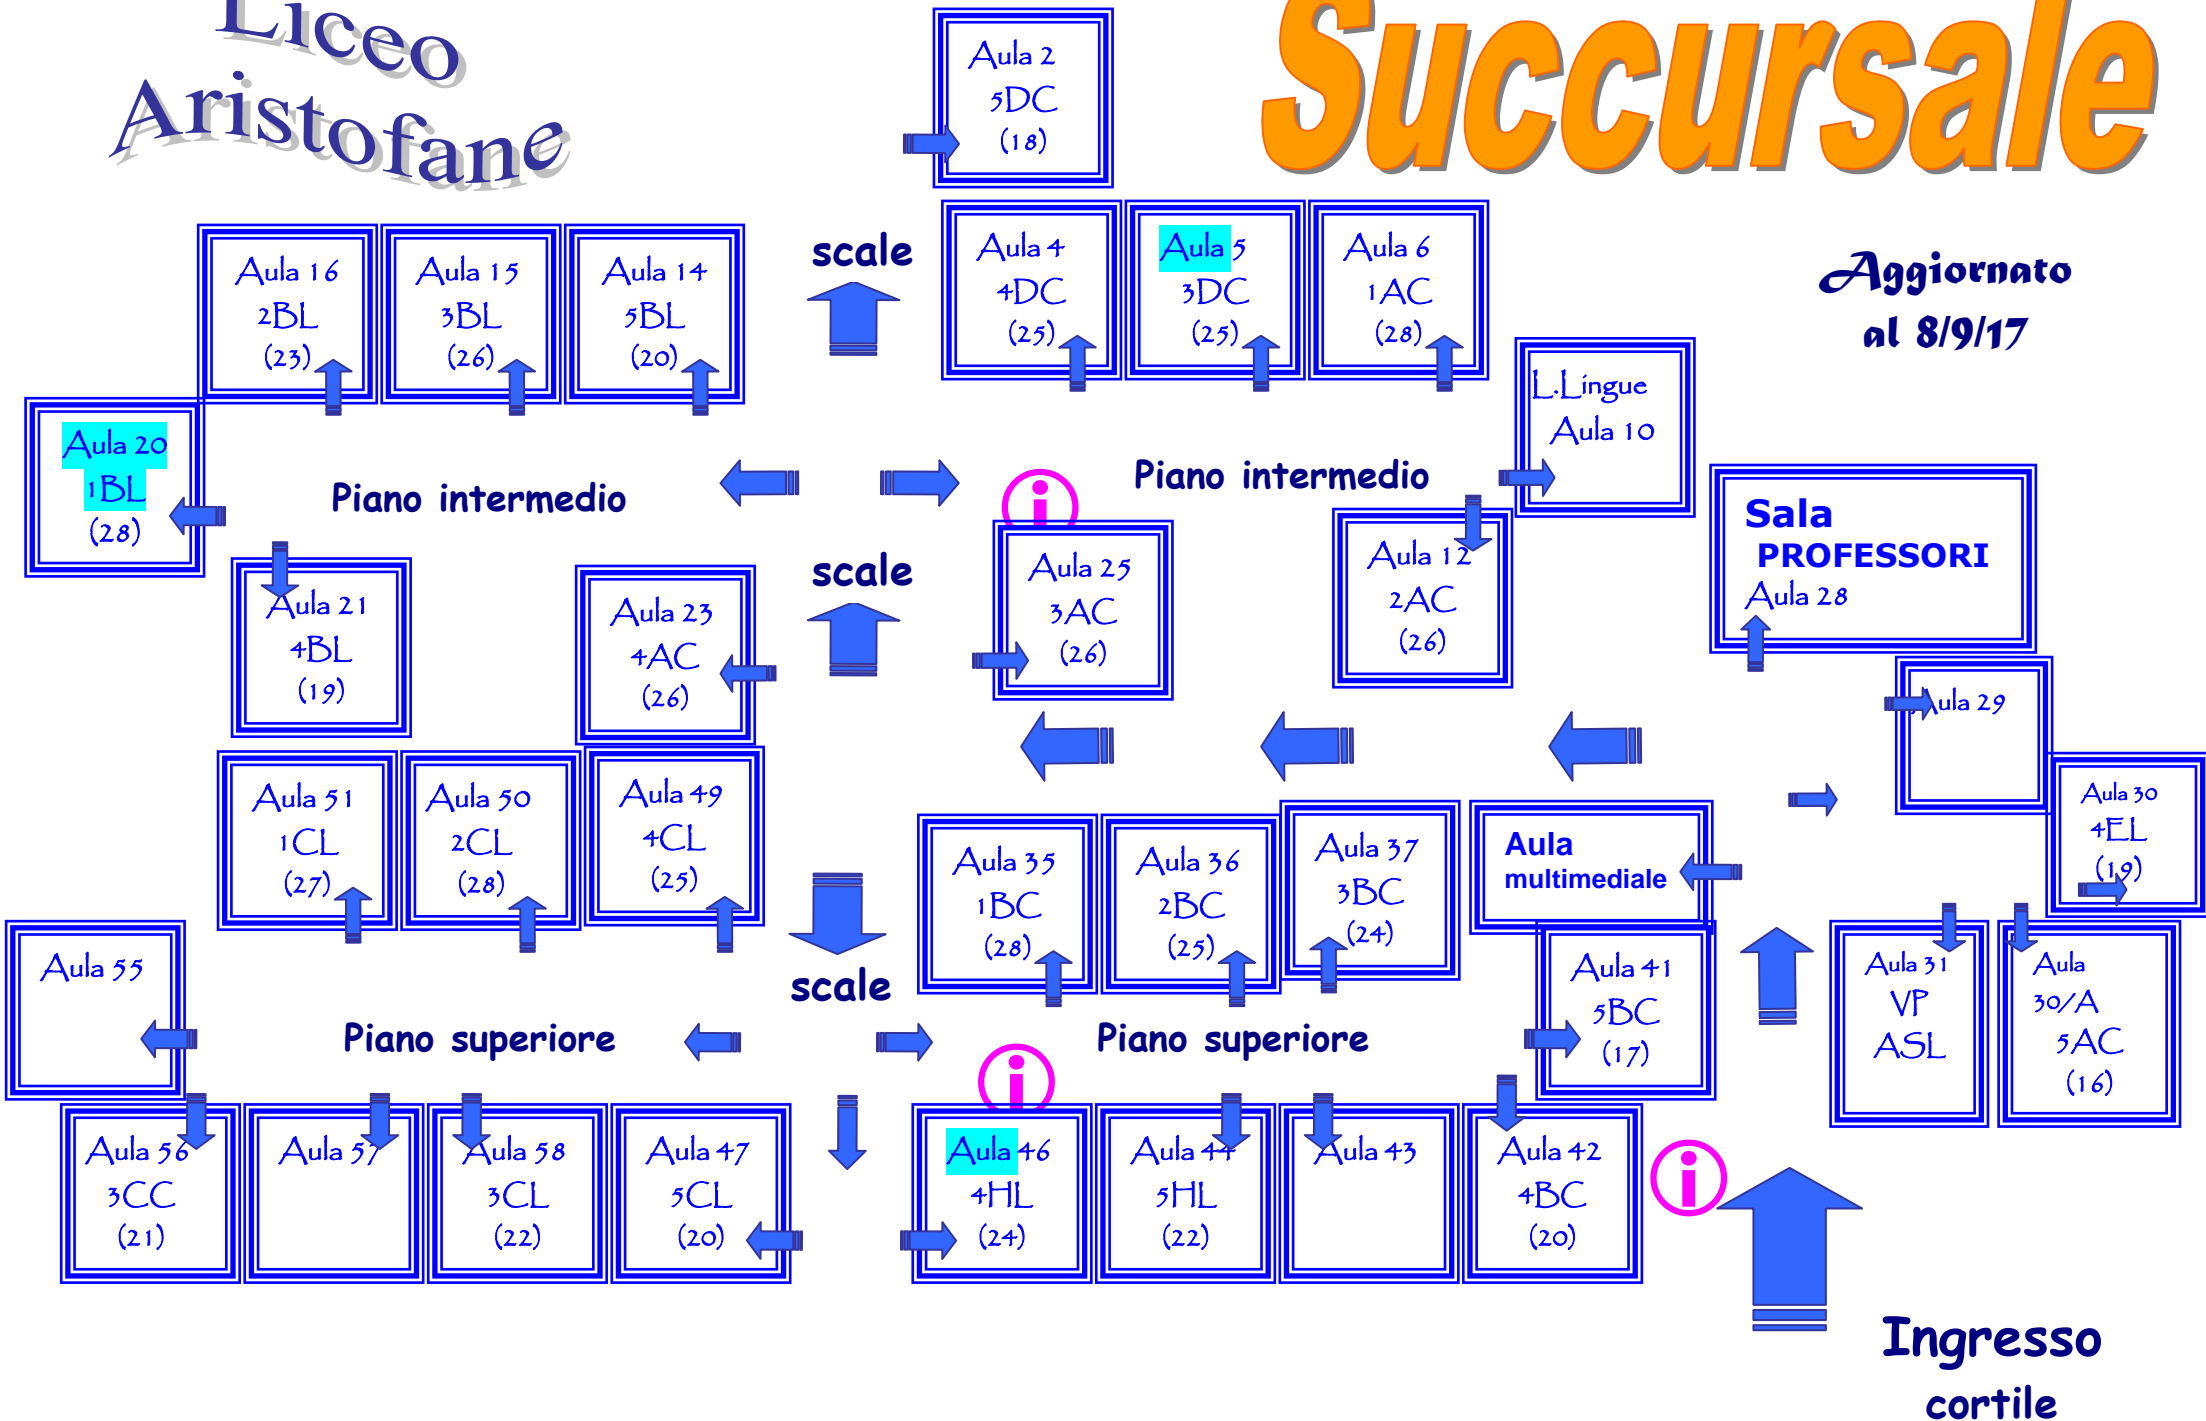 Liceo
Aristofane
Succursale
Aggiornato
al 8/9/17
Aula 2
5DC
(18)
scale
Aula 4
4DC
(25)
Aula 5
3DC
(25)
Aula 6
1AC
(28)
Aula 16
2BL
(23)
Aula 15
3BL
(26)
Aula 14
5BL
(20)
L.Lingue
Aula 10
Aula 20
1BL
(28)
Piano intermedio
Piano intermedio
Sala
PROFESSORI
Aula 28
scale
Aula 25
3AC
(26)
Aula 12
2AC
(26)
Aula 21
4BL
(19)
Aula 23
4AC
(26)
Aula 29
Aula 51
1CL
(27)
Aula 50
2CL
(28)
Aula 49
4CL
(25)
Aula 35
1BC
(28)
Aula 36
2BC
(25)
Aula 37
3BC
(24)
Aula
multimediale
Aula 30
4EL
(19)
Aula 55
scale
Aula 41
5BC
(17)
Aula 31
VP
ASL
Aula
30/A
5AC
(16)
Piano superiore
Piano superiore
Aula 56
3CC
(21)
Aula 57
Aula 58
3CL
(22)
Aula 47
5CL
(20)
Aula 46
4HL
(24)
Aula 44
5HL
(22)
Aula 43
Aula 42
4BC
(20)
Ingresso
cortile